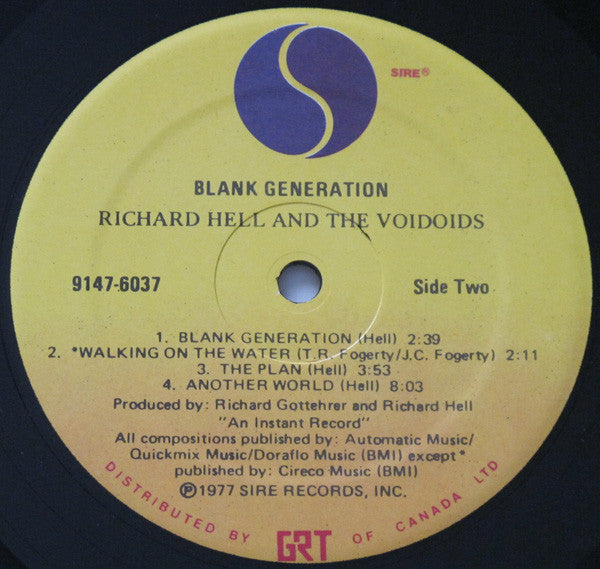 SIRE®
BLANK GENERATION
RICHARD HELL AND THE VOIDOIDS
9147-6037 Side Two
1. BLANK GENERATION (Hell) 2:39
2. *WALKING ON THE WATER (T.R. Fogerty/J.C. Fogerty) 2:11
3. THE PLAN (Hell) 3:53
4. ANOTHER WORLD (Hell) 8:03
Produced by: Richard Gottehrer and Richard Hell
"An Instant Record"
All compositions published by: Automatic Music/
Quickmix Music/Doraflo Music (BMI) except*
published by: Cireco Music (BMI)
℗1977 SIRE RECORDS, INC.
DISTRIBUTED BY GRT OF CANADA LTD